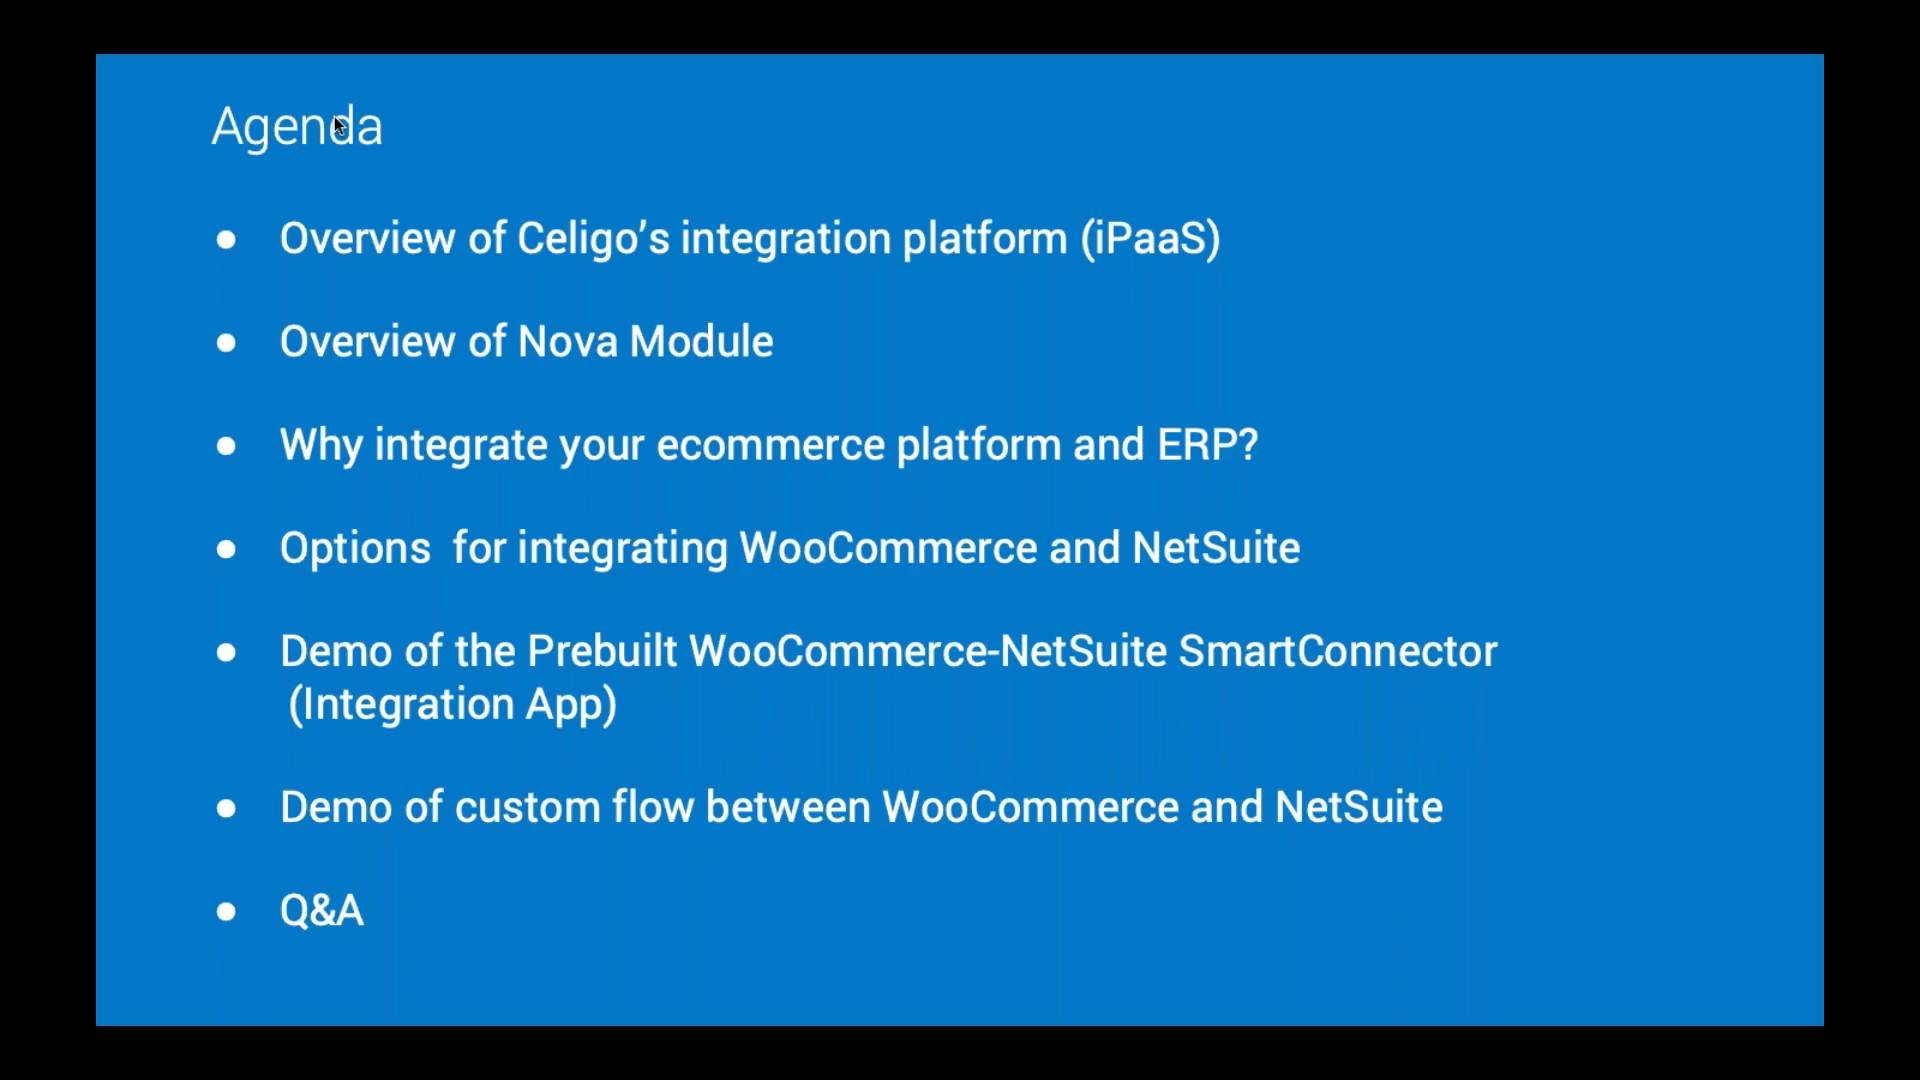 Agenda
● Overview of Celigo’s integration platform (iPaaS)
● Overview of Nova Module
● Why integrate your ecommerce platform and ERP?
● Options  for integrating WooCommerce and NetSuite
● Demo of the Prebuilt WooCommerce-NetSuite SmartConnector
(Integration App)
● Demo of custom flow between WooCommerce and NetSuite
● Q&A